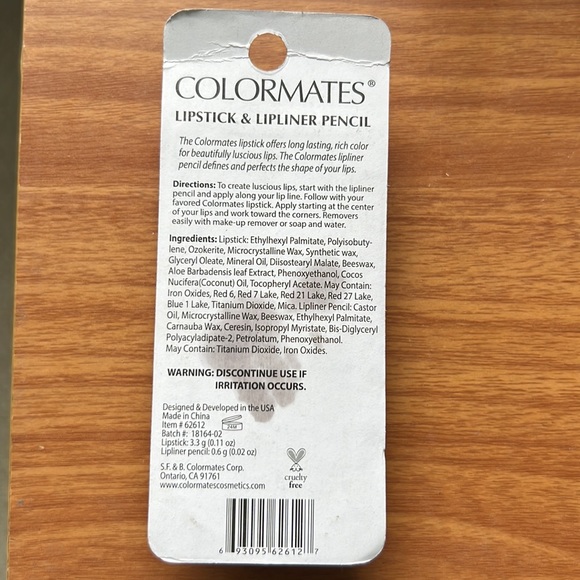 COLORMATES®
LIPSTICK & LIPLINER PENCIL
The Colormates lipstick offers long lasting, rich color
for beautifully luscious lips. The Colormates lipliner
pencil defines and perfects the shape of your lips.
Directions: To create luscious lips, start with the lipliner
pencil and apply along your lip line. Follow with your
favored Colormates lipstick. Apply starting at the center
of your lips and work toward the corners. Removers
easily with make-up remover or soap and water.
Ingredients: Lipstick: Ethylhexyl Palmitate, Polyisobuty-
lene, Ozokerite, Microcrystalline Wax, Synthetic wax,
Glyceryl Oleate, Mineral Oil, Diisostearyl Malate, Beeswax,
Aloe Barbadensis leaf Extract, Phenoxyethanol, Cocos
Nucifera(Coconut) Oil, Tocopheryl Acetate. May Contain:
Iron Oxides, Red 6, Red 7 Lake, Red 21 Lake, Red 27 Lake,
Blue 1 Lake, Titanium Dioxide, Mica. Lipliner Pencil: Castor
Oil, Microcrystalline Wax, Beeswax, Ethylhexyl Palmitate,
Carnauba Wax, Ceresin, Isopropyl Myristate, Bis-Diglyceryl
Polyacyladipate-2, Petrolatum, Phenoxyethanol.
May Contain: Titanium Dioxide, Iron Oxides.
WARNING: DISCONTINUE USE IF
IRRITATION OCCURS.
Designed & Developed in the USA
Made in China
Item # 62612
24M
Batch #: 18164-02
Lipstick: 3.3 g (0.11 oz)
Lipliner pencil: 0.6 g (0.02 oz)
S.F. & B. Colormates Corp.
Ontario, CA 91761
www.colormatescosmetics.com
cruelty
free
6 93095 62612 7